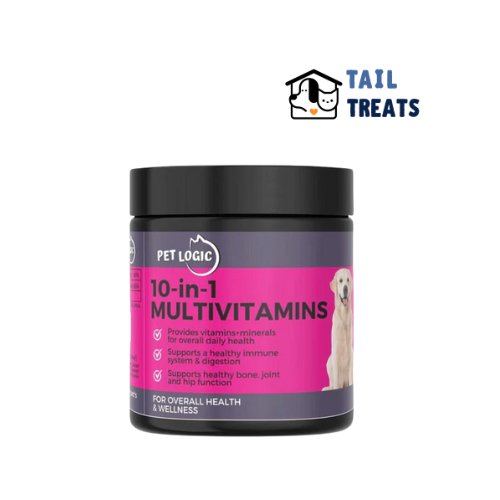 TAIL
TREATS
PET LOGIC
10-in-1
MULTIVITAMINS
Provides vitamins+minerals
for overall daily health
Supports a healthy immune
system & digestion
Supports healthy bone, joint
and hip function
FOR OVERALL HEALTH
& WELLNESS